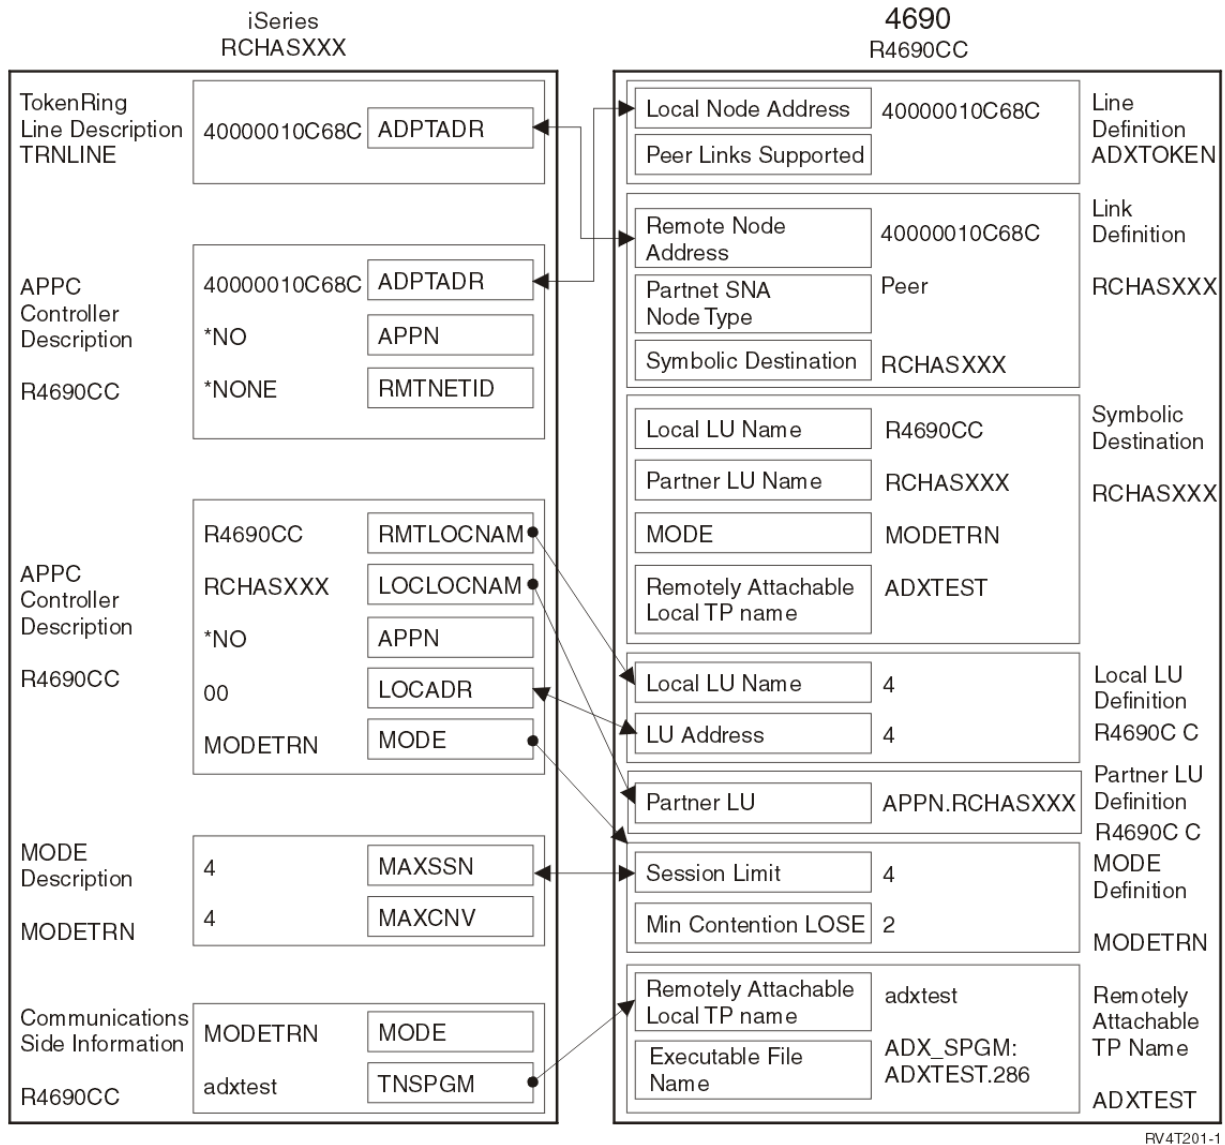 iSeries
RCHASXXX
TokenRing
Line Description
TRNLINE
40000010C68C ADPTADR
APPC
Controller
Description
R4690CC
40000010C68C ADPTADR
*NO APPN
*NONE RMTNETID
APPC
Controller
Description
R4690CC
R4690CC RMTLOCNAM
RCHASXXX LOCLOCNAM
*NO APPN
00 LOCADR
MODETRN MODE
MODE
Description
MODETRN
4 MAXSSN
4 MAXCNV
Communications
Side Information
R4690CC
MODETRN MODE
adxtest TNSPGM
4690
R4690CC
Local Node Address 40000010C68C
Peer Links Supported
Line
Definition
ADXTOKEN
Remote Node
Address
40000010C68C
Partnet SNA
Node Type
Peer
Symbolic Destination RCHASXXX
Link
Definition
RCHASXXX
Local LU Name R4690CC
Partner LU Name RCHASXXX
MODE MODETRN
Remotely Attachable
Local TP name
ADXTEST
Symbolic
Destination
RCHASXXX
Local LU Name 4
LU Address 4
Local LU
Definition
R4690C C
Partner LU APPN.RCHASXXX
Partner LU
Definition
R4690C C
Session Limit 4
Min Contention LOSE 2
MODE
Definition
MODETRN
Remotely Attachable
Local TP name
adxtest
Executable File
Name
ADX_SPGM:
ADXTEST.286
Remotely
Attachable
TP Name
ADXTEST
RV4T201-1